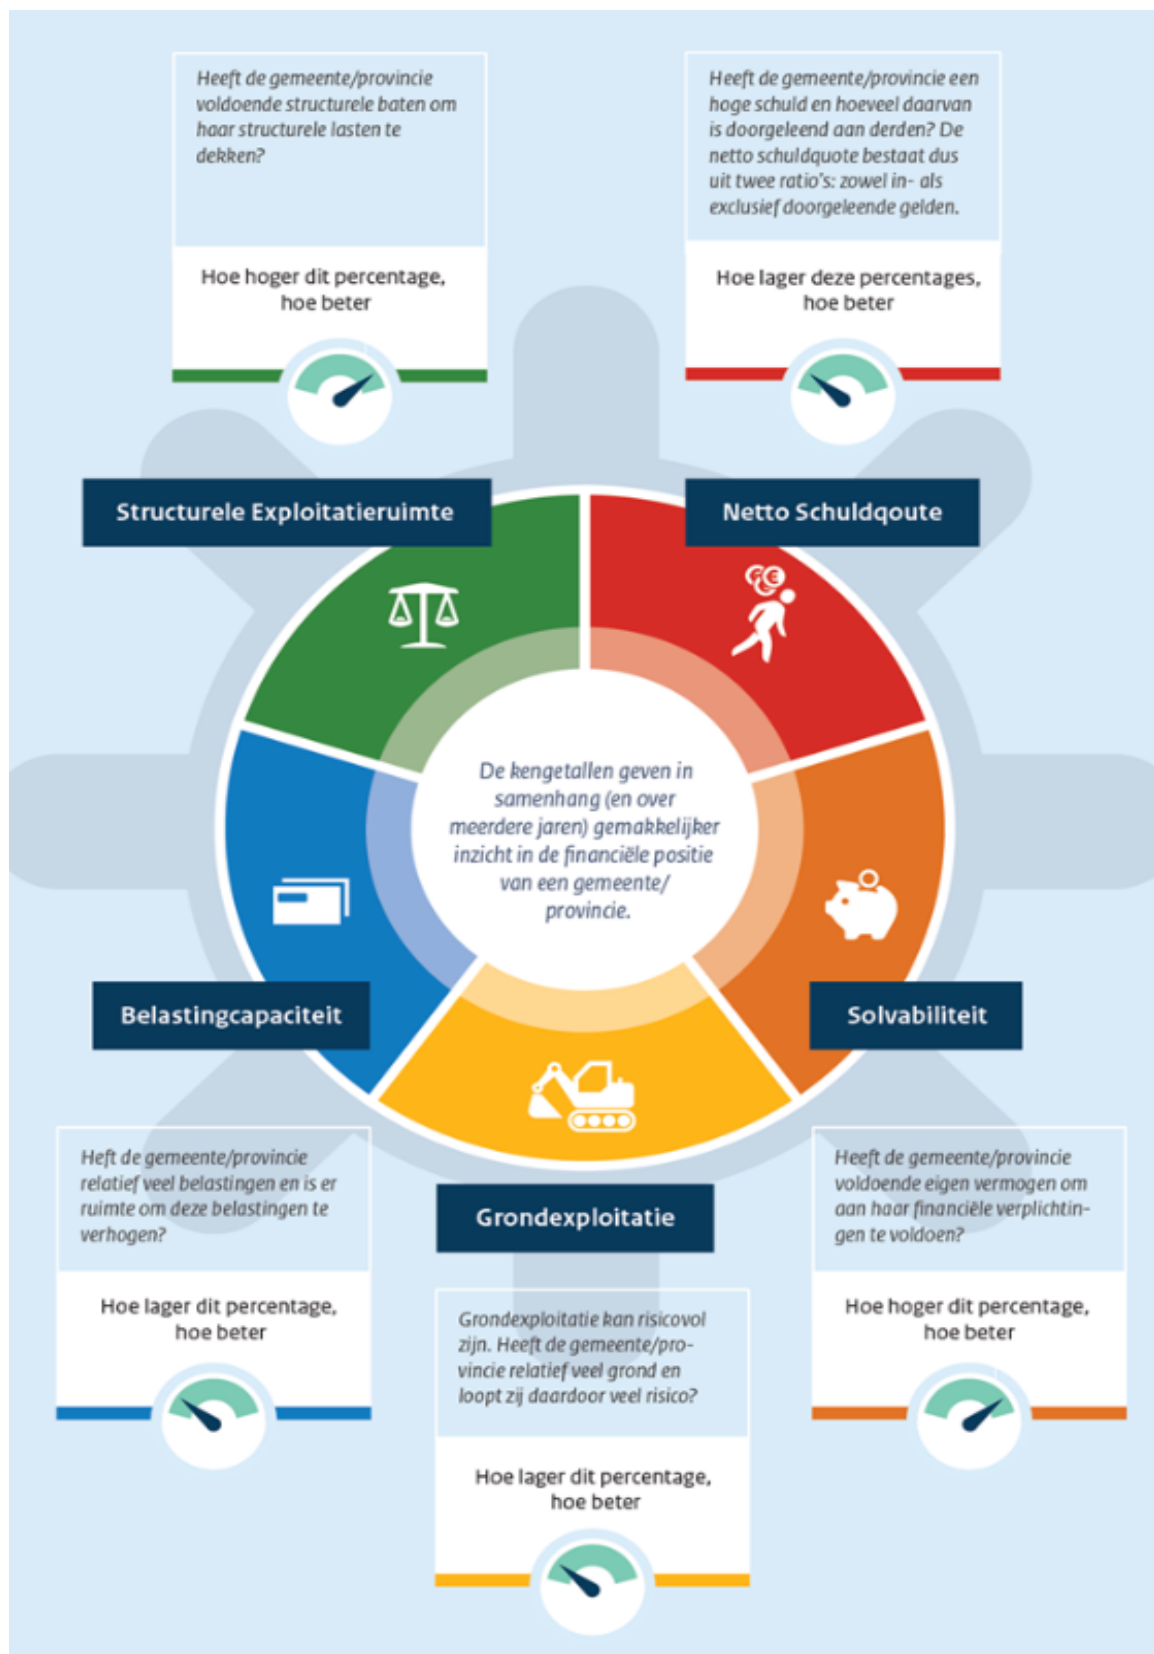 Heeft de gemeente/provincie
voldoende structurele baten om
haar structurele lasten te
dekken?
Hoe hoger dit percentage,
hoe beter
Heeft de gemeente/provincie een
hoge schuld en hoeveel daarvan
is doorgeleend aan derden? De
netto schuldquote bestaat dus
uit twee ratio's: zowel in- als
exclusief doorgeleende gelden.
Hoe lager deze percentages,
hoe beter
Structurele Exploitatieruimte
Netto Schuldqoute
De kengetallen geven in
samenhang (en over
meerdere jaren) gemakkelijker
inzicht in de financiële positie
van een gemeente/
provincie.
Belastingcapaciteit
Solvabiliteit
Heft de gemeente/provincie
relatief veel belastingen en is er
ruimte om deze belastingen te
verhogen?
Hoe lager dit percentage,
hoe beter
Grondexploitatie
Grondexploitatie kan risicovol
zijn. Heeft de gemeente/pro-
vincie relatief veel grond en
loopt zij daardoor veel risico?
Hoe lager dit percentage,
hoe beter
Heeft de gemeente/provincie
voldoende eigen vermogen om
aan haar financiële verplichtin-
gen te voldoen?
Hoe hoger dit percentage,
hoe beter